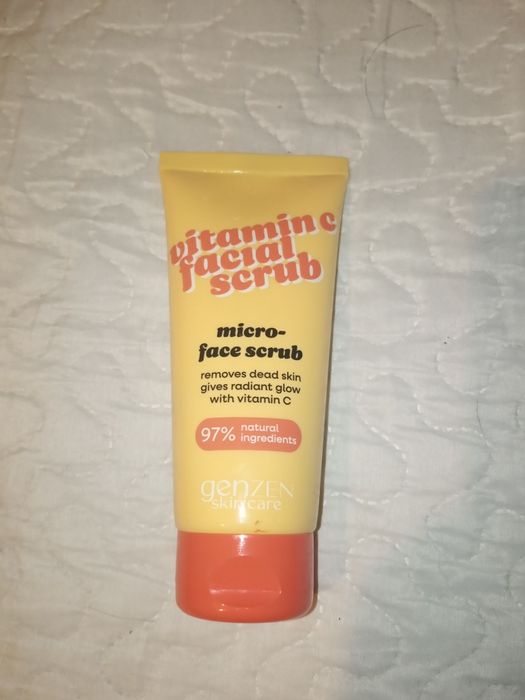 vitamin c
facial
scrub
micro-
face scrub
removes dead skin
gives radiant glow
with vitamin C
97% natural
ingredients
genZEN
skincare